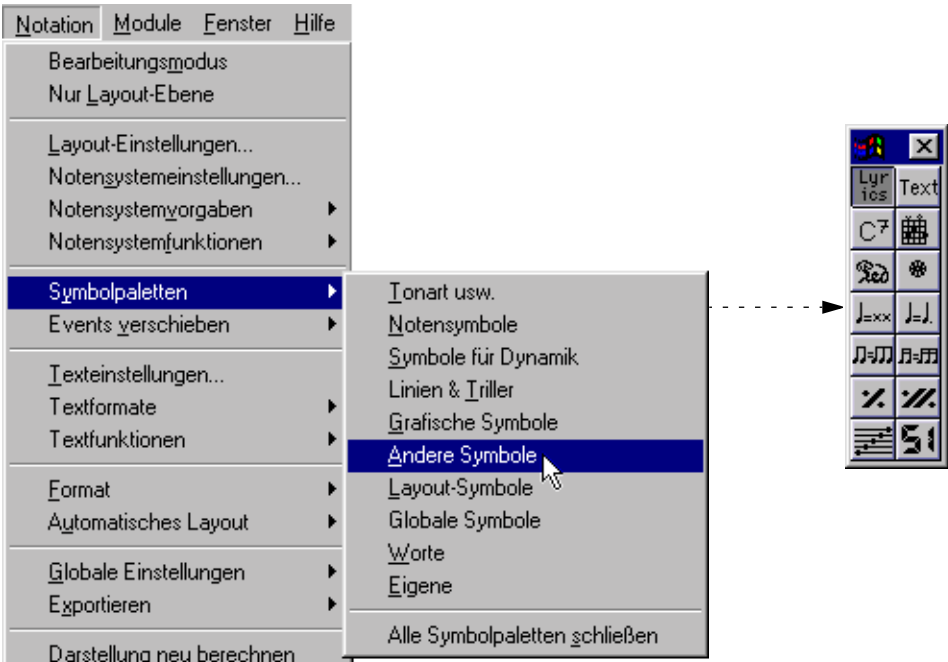 Notation Module Fenster Hilfe
Bearbeitungsmodus
Nur Layout-Ebene
Layout-Einstellungen...
Notensystemeinstellungen...
Notensystemvorgaben
Notensystemfunktionen
Symbolpaletten
Events verschieben
Texteinstellungen...
Textformate
Textfunktionen
Format
Automatisches Layout
Globale Einstellungen
Exportieren
Darstellung neu berechnen
Tonart usw.
Notensymbole
Symbole für Dynamik
Linien & Triller
Grafische Symbole
Andere Symbole
Layout-Symbole
Globale Symbole
Worte
Eigene
Alle Symbolpaletten schließen
Lyr
ics
Text
C7
Ped
=xx